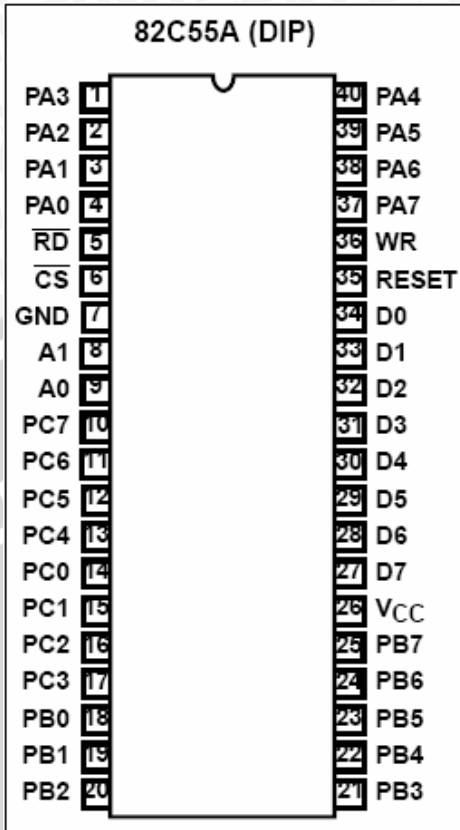 82C55A (DIP)
PA3 1 40 PA4
PA2 2 39 PA5
PA1 3 38 PA6
PA0 4 37 PA7
R̅D̅ 5 36 WR
C̅S̅ 6 35 RESET
GND 7 34 D0
A1 8 33 D1
A0 9 32 D2
PC7 10 31 D3
PC6 11 30 D4
PC5 12 29 D5
PC4 13 28 D6
PC0 14 27 D7
PC1 15 26 VCC
PC2 16 25 PB7
PC3 17 24 PB6
PB0 18 23 PB5
PB1 19 22 PB4
PB2 20 21 PB3